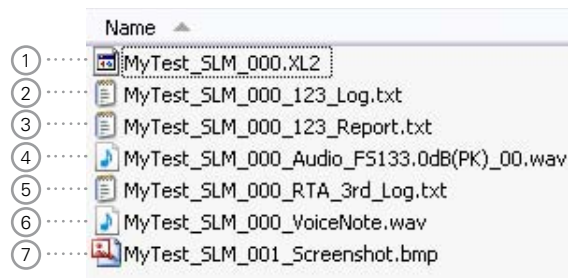 Name
1 MyTest_SLM_000.XL2
2 MyTest_SLM_000_123_Log.txt
3 MyTest_SLM_000_123_Report.txt
4 MyTest_SLM_000_Audio_FS133.0dB(PK)_00.wav
5 MyTest_SLM_000_RTA_3rd_Log.txt
6 MyTest_SLM_000_VoiceNote.wav
7 MyTest_SLM_001_Screenshot.bmp